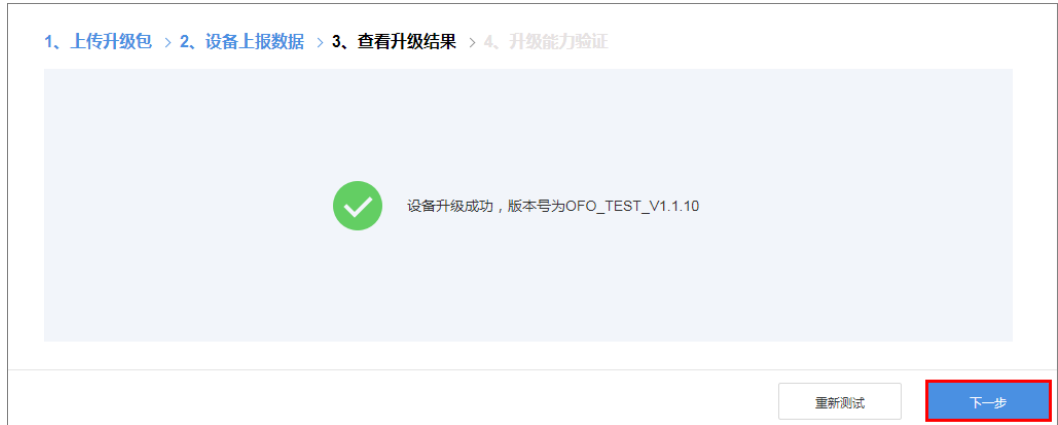 1、上传升级包 > 2、设备上报数据 > 3、查看升级结果 > 4、升级能力验证
设备升级成功，版本号为OFO_TEST_V1.1.10
重新测试 下一步